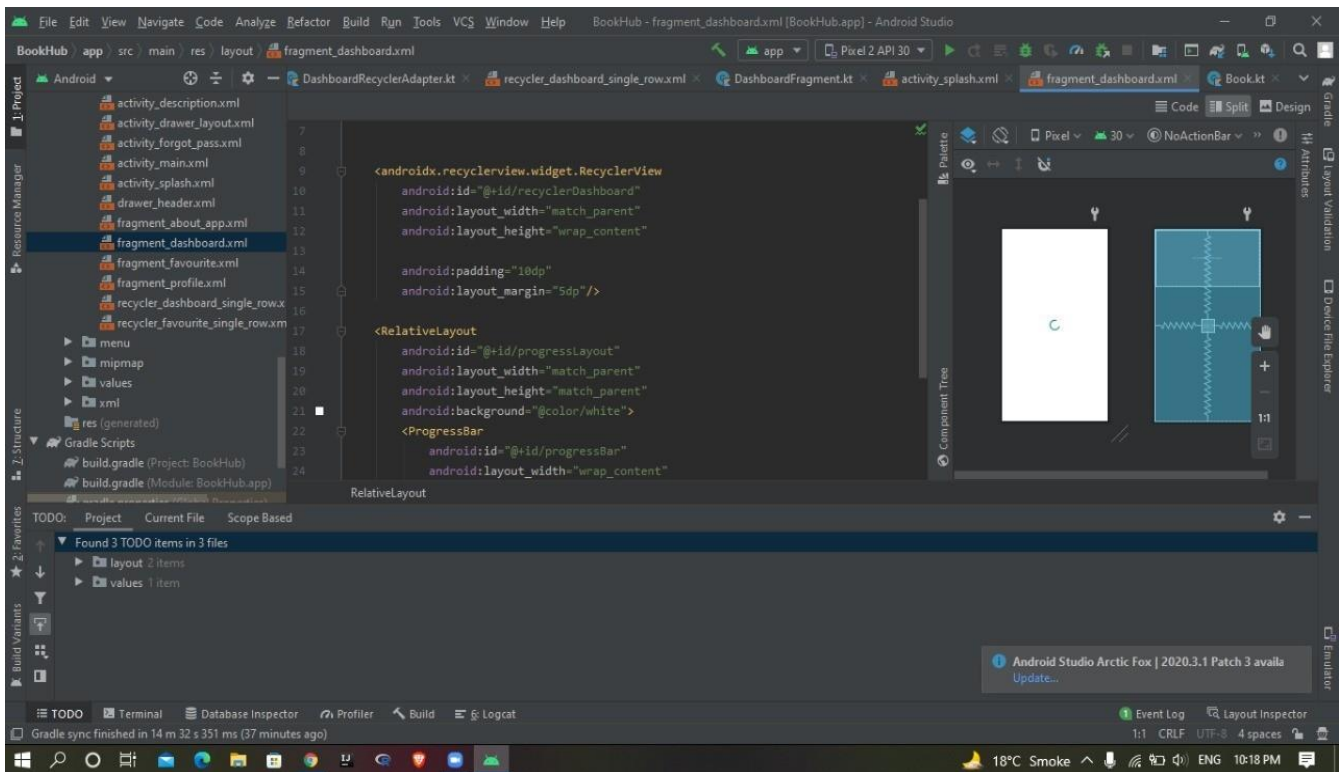 File Edit View Navigate Code Analyze Refactor Build Run Tools VCS Window Help BookHub - fragment_dashboard.xml [BookHub.app] - Android Studio
BookHub app src main res layout fragment_dashboard.xml app Pixel 2 API 30
Android DashboardRecyclerAdapter.kt recycler_dashboard_single_row.xml DashboardFragment.kt activity_splash.xml fragment_dashboard.xml Book.kt
Code Split Design
1: Project
Resource Manager
Z: Structure
2: Favorites
Build Variants
activity_description.xml
activity_drawer_layout.xml
activity_forgot_pass.xml
activity_main.xml
activity_splash.xml
drawer_header.xml
fragment_about_app.xml
fragment_dashboard.xml
fragment_favourite.xml
fragment_profile.xml
recycler_dashboard_single_row.x
recycler_favourite_single_row.xm
menu
mipmap
values
xml
res (generated)
Gradle Scripts
build.gradle (Project: BookHub)
build.gradle (Module: BookHub.app)
7
8
9 <androidx.recyclerview.widget.RecyclerView
10 android:id="@+id/recyclerDashboard"
11 android:layout_width="match_parent"
12 android:layout_height="wrap_content"
13
14 android:padding="10dp"
15 android:layout_margin="5dp"/>
16
17 <RelativeLayout
18 android:id="@+id/progressLayout"
19 android:layout_width="match_parent"
20 android:layout_height="match_parent"
21 android:background="@color/white">
22 <ProgressBar
23 android:id="@+id/progressBar"
24 android:layout_width="wrap_content"
RelativeLayout
Palette
Component Tree
Pixel 30 NoActionBar
1:1
Attributes
Gradle
Layout Validation
Device File Explorer
Emulator
TODO: Project Current File Scope Based
Found 3 TODO items in 3 files
layout 2 items
values 1 item
Android Studio Arctic Fox | 2020.3.1 Patch 3 availa
Update...
TODO Terminal Database Inspector Profiler Build 6: Logcat Event Log Layout Inspector
Gradle sync finished in 14 m 32 s 351 ms (37 minutes ago) 1:1 CRLF UTF-8 4 spaces
18°C Smoke ENG 10:18 PM